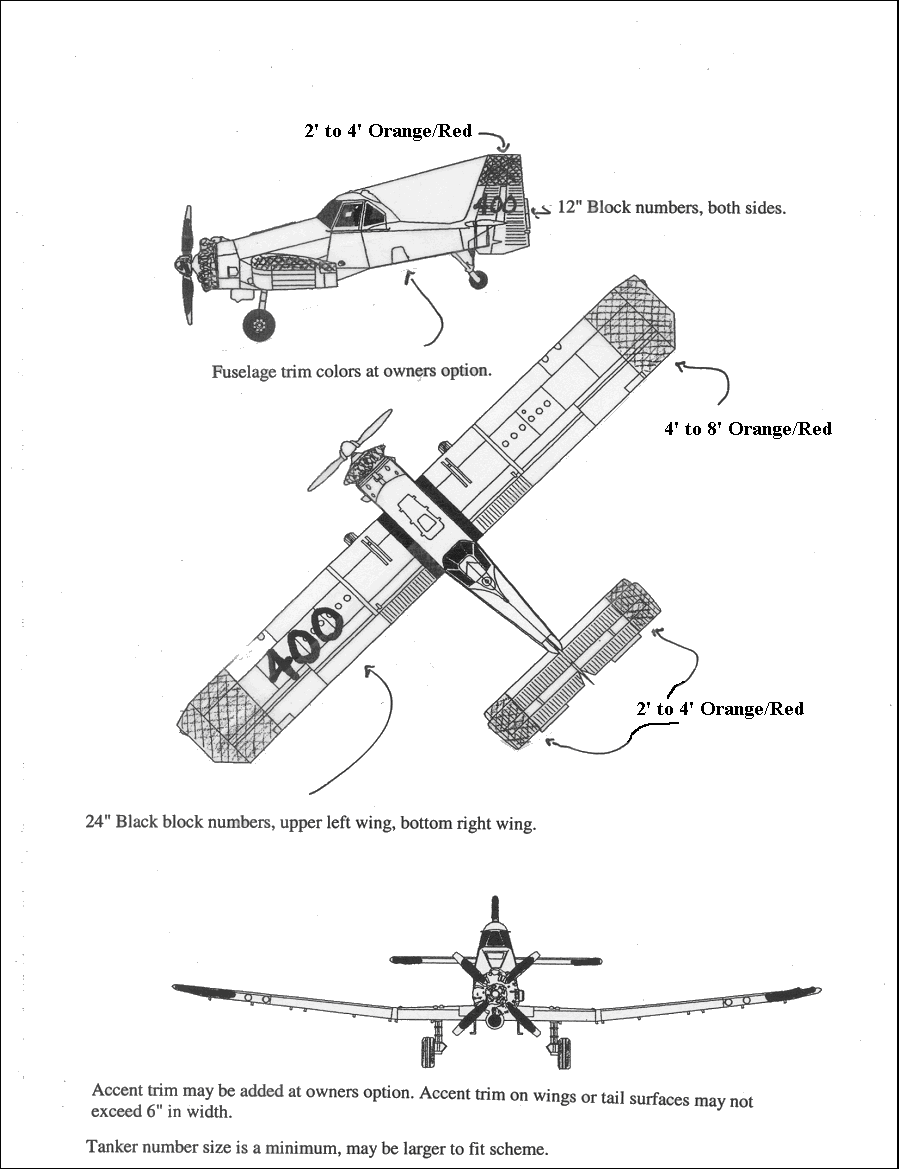 2' to 4' Orange/Red
400
12" Block numbers, both sides.
Fuselage trim colors at owners option.
4' to 8' Orange/Red
400
2' to 4' Orange/Red
24" Black block numbers, upper left wing, bottom right wing.
Accent trim may be added at owners option. Accent trim on wings or tail surfaces may not
exceed 6" in width.
Tanker number size is a minimum, may be larger to fit scheme.